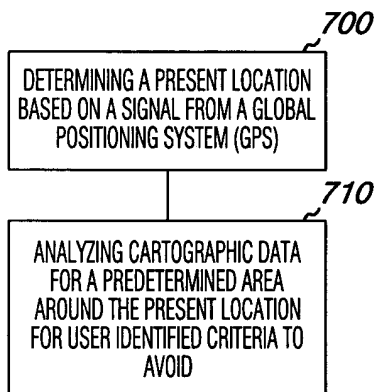 700
DETERMINING A PRESENT LOCATION
BASED ON A SIGNAL FROM A GLOBAL
POSITIONING SYSTEM (GPS)
710
ANALYZING CARTOGRAPHIC DATA
FOR A PREDETERMINED AREA
AROUND THE PRESENT LOCATION
FOR USER IDENTIFIED CRITERIA TO
AVOID